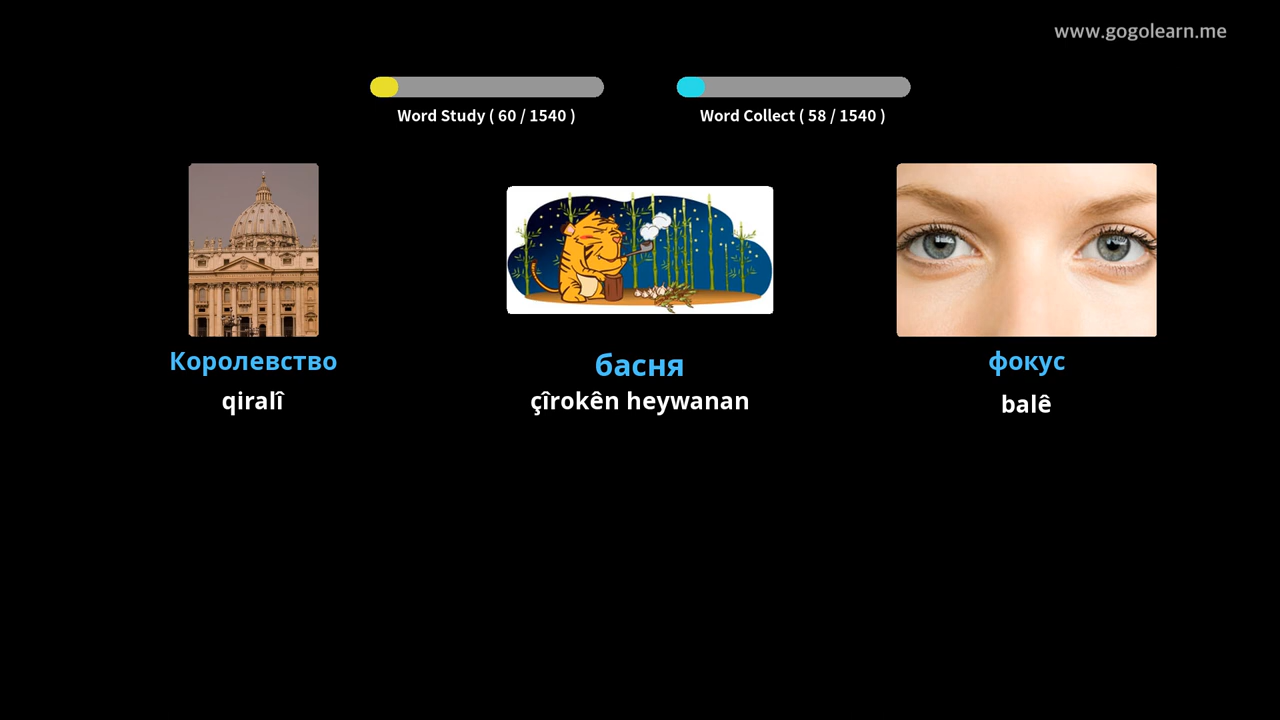 www.gogolearn.me
Word Study ( 60 / 1540 )
Word Collect ( 58 / 1540 )
Королевство
qiralî
басня
çîrokên heywanan
фокус
balê